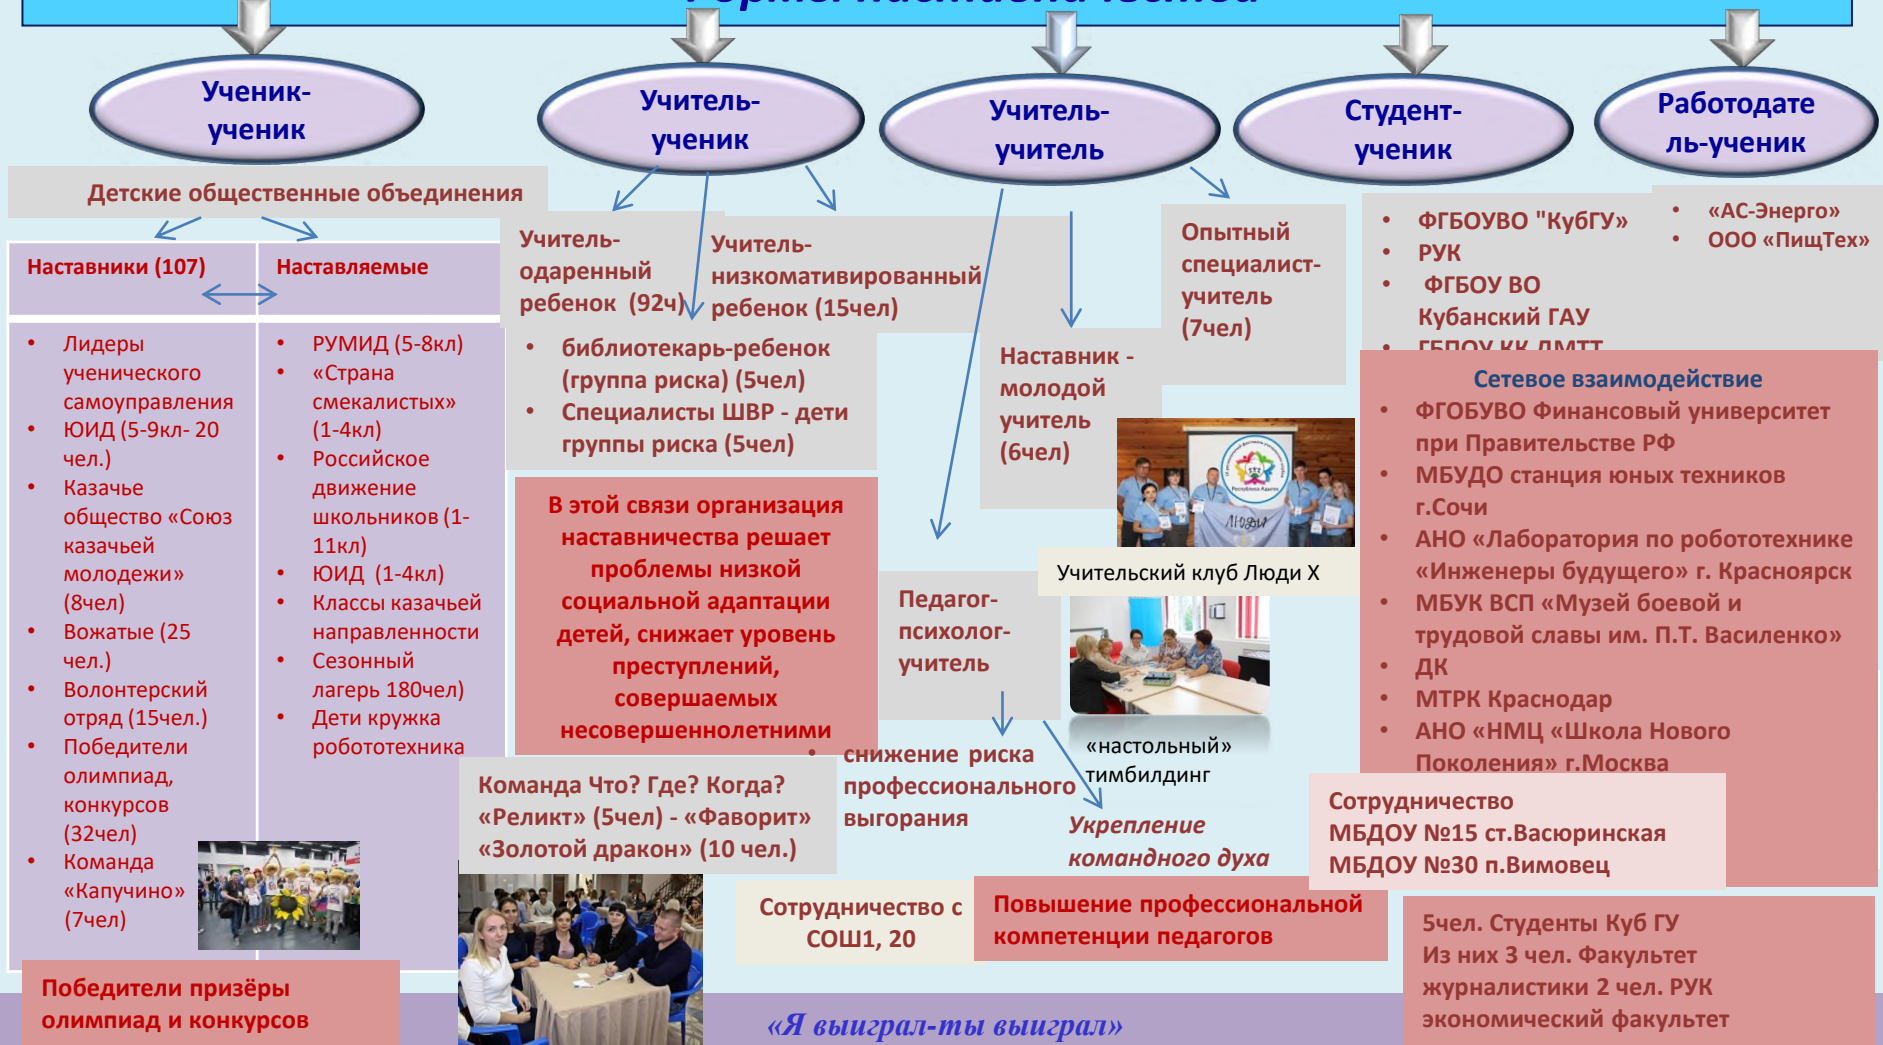 Формы наставничества
Ученик-
ученик
Учитель-
ученик
Учитель-
учитель
Студент-
ученик
Работодате
ль-ученик
Детские общественные объединения
Наставники (107)
Наставляемые
• Лидеры
ученического
самоуправления
• ЮИД (5-9кл- 20
чел.)
• Казачье
общество «Союз
казачьей
молодежи»
(8чел)
• Вожатые (25
чел.)
• Волонтерский
отряд (15чел.)
• Победители
олимпиад,
конкурсов
(32чел)
• Команда
«Капучино»
(7чел)
• РУМИД (5-8кл)
• «Страна
смекалистых»
(1-4кл)
• Российское
движение
школьников (1-
11кл)
• ЮИД (1-4кл)
• Классы казачьей
направленности
• Сезонный
лагерь 180чел)
• Дети кружка
робототехника
Победители призёры
олимпиад и конкурсов
Учитель-
одаренный
ребенок (92ч)
Учитель-
низкомативированный
ребенок (15чел)
• библиотекарь-ребенок
(группа риска) (5чел)
• Специалисты ШВР - дети
группы риска (5чел)
В этой связи организация
наставничества решает
проблемы низкой
социальной адаптации
детей, снижает уровень
преступлений,
совершаемых
несовершеннолетними
Команда Что? Где? Когда?
«Реликт» (5чел) - «Фаворит»
«Золотой дракон» (10 чел.)
Опытный
специалист-
учитель
(7чел)
Наставник -
молодой
учитель
(6чел)
Республика Адыгея
ЛЮДИ
Учительский клуб Люди Х
Педагог-
психолог-
учитель
«настольный»
тимбилдинг
• снижение риска
профессионального
выгорания
Укрепление
командного духа
Сотрудничество с
СОШ1, 20
Повышение профессиональной
компетенции педагогов
• ФГБОУВО "КубГУ»
• РУК
• ФГБОУ ВО
Кубанский ГАУ
• ГБПОУ КК ЛМТТ
• «АС-Энерго»
• ООО «ПищТех»
Сетевое взаимодействие
• ФГОБУВО Финансовый университет
при Правительстве РФ
• МБУДО станция юных техников
г.Сочи
• АНО «Лаборатория по робототехнике
«Инженеры будущего» г. Красноярск
• МБУК ВСП «Музей боевой и
трудовой славы им. П.Т. Василенко»
• ДК
• МТРК Краснодар
• АНО «НМЦ «Школа Нового
Поколения» г.Москва
Сотрудничество
МБДОУ №15 ст.Васюринская
МБДОУ №30 п.Вимовец
5чел. Студенты Куб ГУ
Из них 3 чел. Факультет
журналистики 2 чел. РУК
экономический факультет
«Я выиграл-ты выиграл»